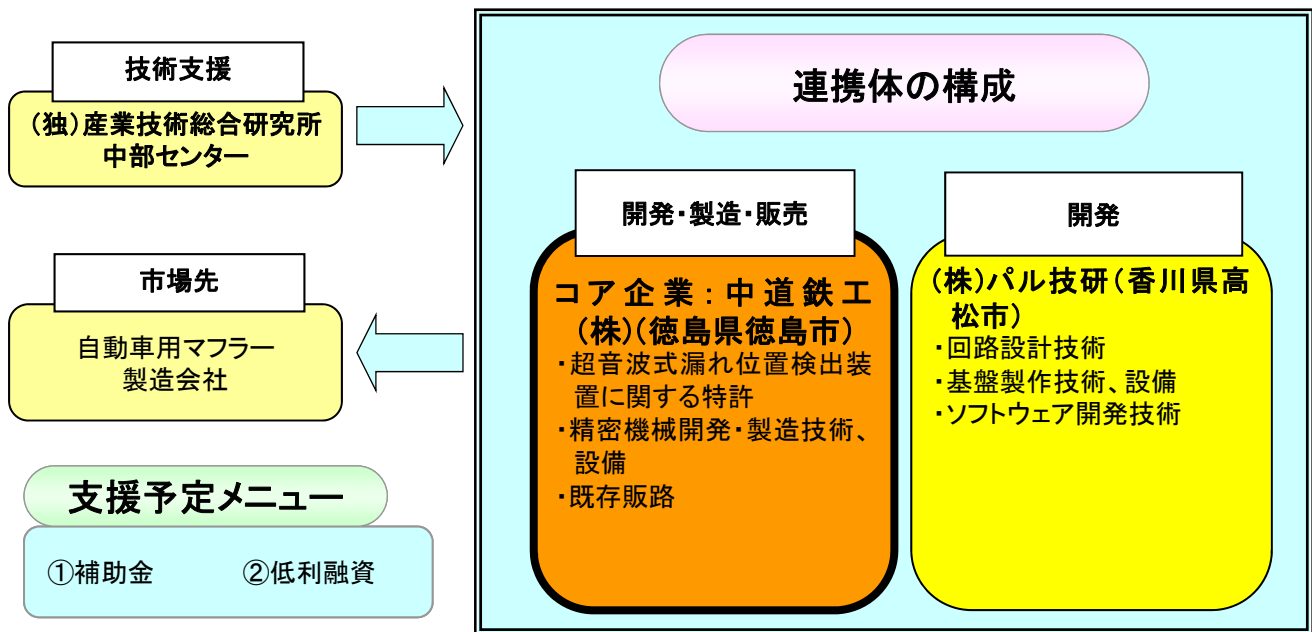 技術支援
(独)産業技術総合研究所
中部センター
市場先
自動車用マフラー
製造会社
支援予定メニュー
①補助金 ②低利融資
連携体の構成
開発・製造・販売
コア企業：中道鉄工
(株)(徳島県徳島市)
・超音波式漏れ位置検出装
置に関する特許
・精密機械開発・製造技術、
設備
・既存販路
開発
(株)パル技研(香川県高
松市)
・回路設計技術
・基盤製作技術、設備
・ソフトウェア開発技術